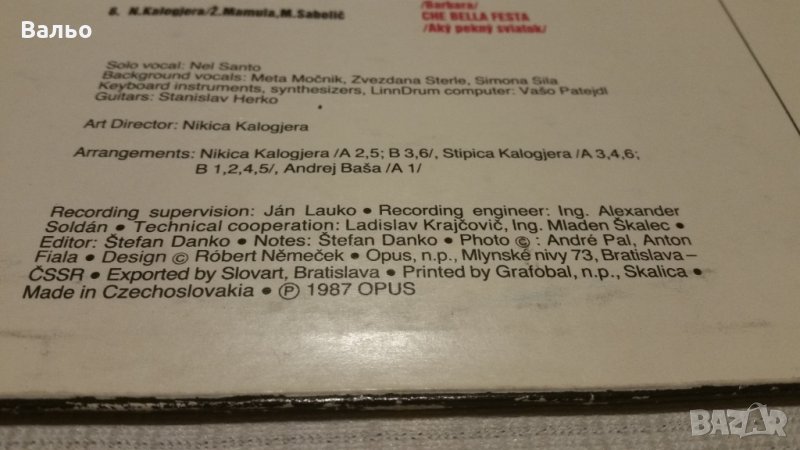 Вальо
6. N.Kalogjera/Ž.Mamula, M.Sabolič
/Barbara/
CHE BELLA FESTA
/Aký pekný sviatok/
Solo vocal: Nel Santo
Background vocals: Meta Močnik, Zvezdana Sterle, Simona Sila
Keyboard instruments, synthesizers, LinnDrum computer: Vašo Patejdl
Guitars: Stanislav Herko
Art Director: Nikica Kalogjera
Arrangements: Nikica Kalogjera /A 2,5; B 3,6/, Stipica Kalogjera /A 3,4,6;
B 1,2,4,5/, Andrej Baša /A 1/
Recording supervision: Ján Lauko • Recording engineer: Ing. Alexander
Soldán • Technical cooperation: Ladislav Krajčovič, Ing. Mladen Škalec •
Editor: Štefan Danko • Notes: Štefan Danko • Photo © : André Pal, Anton
Fiala • Design © Róbert Němeček • Opus, n.p., Mlynské nivy 73, Bratislava –
ČSSR • Exported by Slovart, Bratislava • Printed by Grafobal, n.p., Skalica •
Made in Czechoslovakia • ℗ 1987 OPUS
BAZAR
bg